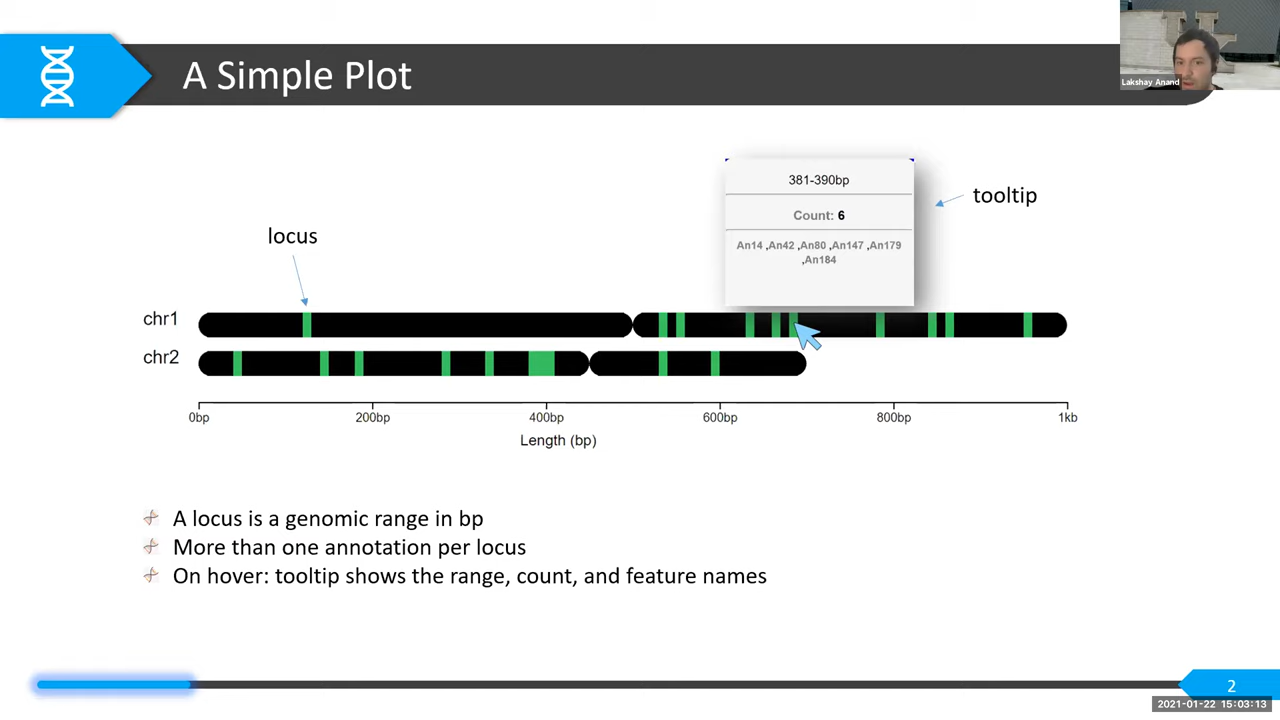 A Simple Plot
Lakshay Anand
381-390bp
Count: 6
An14 ,An42 ,An80 ,An147 ,An179
,An184
tooltip
locus
chr1
chr2
0bp 200bp 400bp 600bp 800bp 1kb
Length (bp)
A locus is a genomic range in bp
More than one annotation per locus
On hover: tooltip shows the range, count, and feature names
2
2021-01-22 15:03:13